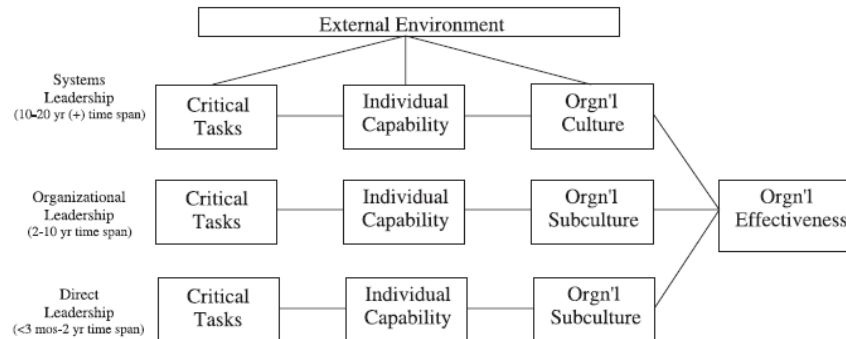 External Environment
Systems
Leadership
(10-20 yr (+) time span)
Critical
Tasks
Individual
Capability
Orgn'l
Culture
Organizational
Leadership
(2-10 yr time span)
Critical
Tasks
Individual
Capability
Orgn'l
Subculture
Orgn'l
Effectiveness
Direct
Leadership
(<3 mos-2 yr time span)
Critical
Tasks
Individual
Capability
Orgn'l
Subculture